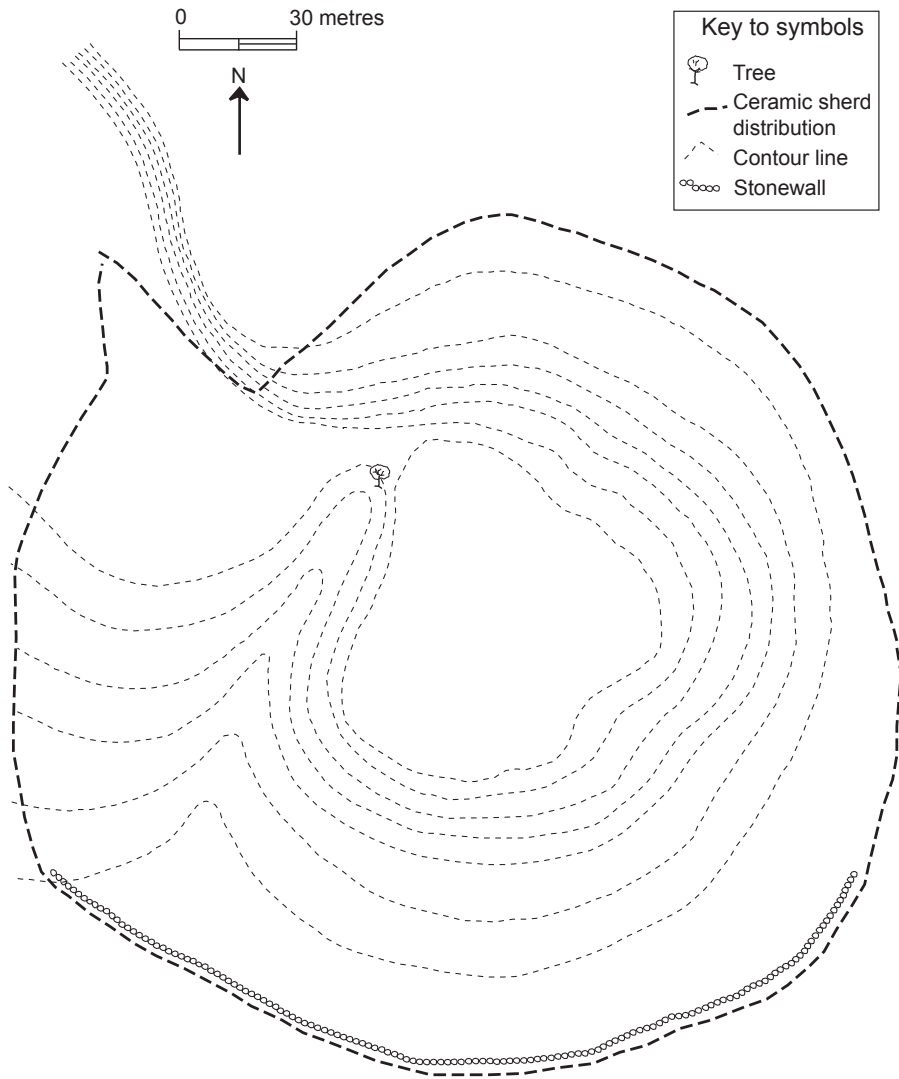 0 30 metres
N
Key to symbols
Tree
Ceramic sherd
distribution
Contour line
Stonewall